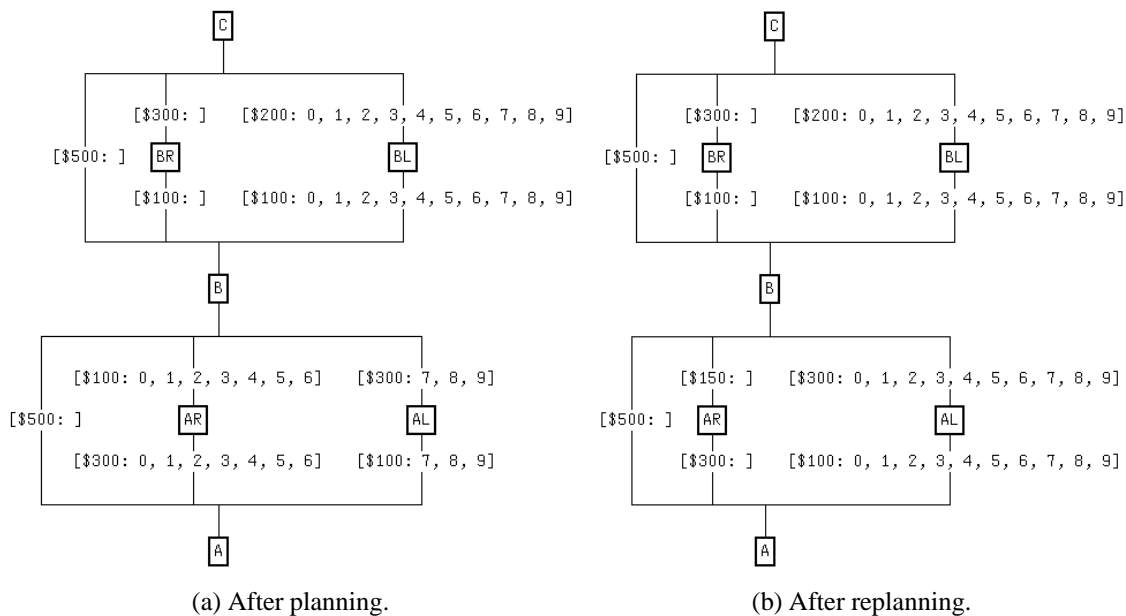 C
[$300: ] [$200: 0, 1, 2, 3, 4, 5, 6, 7, 8, 9]
[$500: ] BR BL
[$100: ] [$100: 0, 1, 2, 3, 4, 5, 6, 7, 8, 9]
B
[$100: 0, 1, 2, 3, 4, 5, 6] [$300: 7, 8, 9]
[$500: ] AR AL
[$300: 0, 1, 2, 3, 4, 5, 6] [$100: 7, 8, 9]
A
(a) After planning.
C
[$300: ] [$200: 0, 1, 2, 3, 4, 5, 6, 7, 8, 9]
[$500: ] BR BL
[$100: ] [$100: 0, 1, 2, 3, 4, 5, 6, 7, 8, 9]
B
[$150: ] [$300: 0, 1, 2, 3, 4, 5, 6, 7, 8, 9]
[$500: ] AR AL
[$300: ] [$100: 0, 1, 2, 3, 4, 5, 6, 7, 8, 9]
A
(b) After replanning.